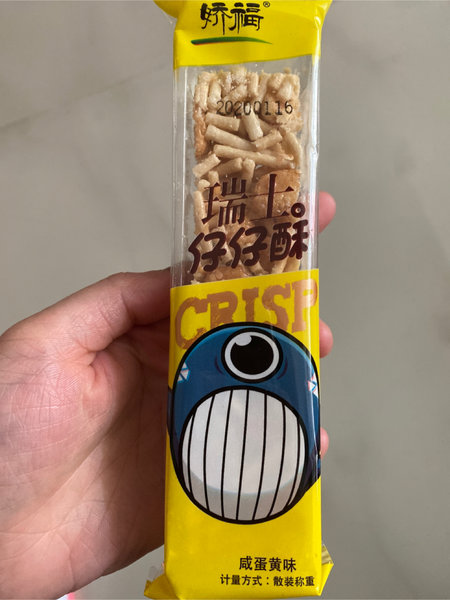 娇福®
20200116
瑞士
仔仔酥
CRISP
咸蛋黄味
计量方式：散装称重